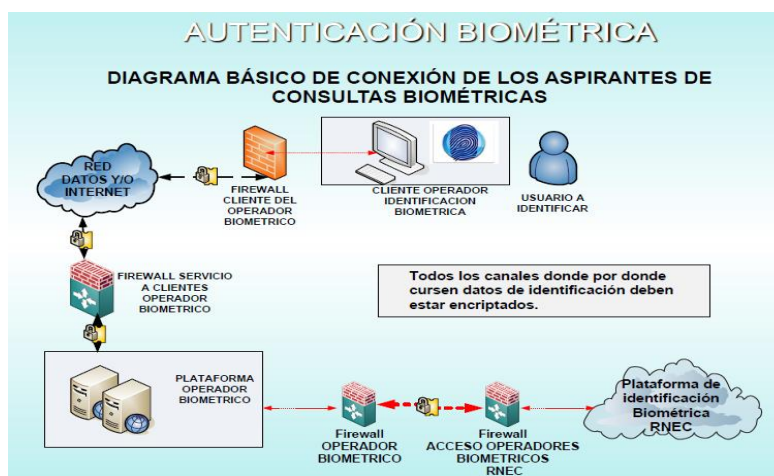 AUTENTICACIÓN BIOMÉTRICA
DIAGRAMA BÁSICO DE CONEXIÓN DE LOS ASPIRANTES DE
CONSULTAS BIOMÉTRICAS
RED
DATOS Y/O
INTERNET
FIREWALL
CLIENTE DEL
OPERADOR
BIOMETRICO
CLIENTE OPERADOR
IDENTIFICACION
BIOMETRICA
USUARIO A
IDENTIFICAR
FIREWALL SERVICIO
A CLIENTES
OPERADOR
BIOMETRICO
Todos los canales donde por donde
cursen datos de identificación deben
estar encriptados.
PLATAFORMA
OPERADOR
BIOMETRICO
Firewall
OPERADOR
BIOMETRICO
Firewall
ACCESO OPERADORES
BIOMETRICOS
RNEC
Plataforma de
identificación
Biométrica
RNEC